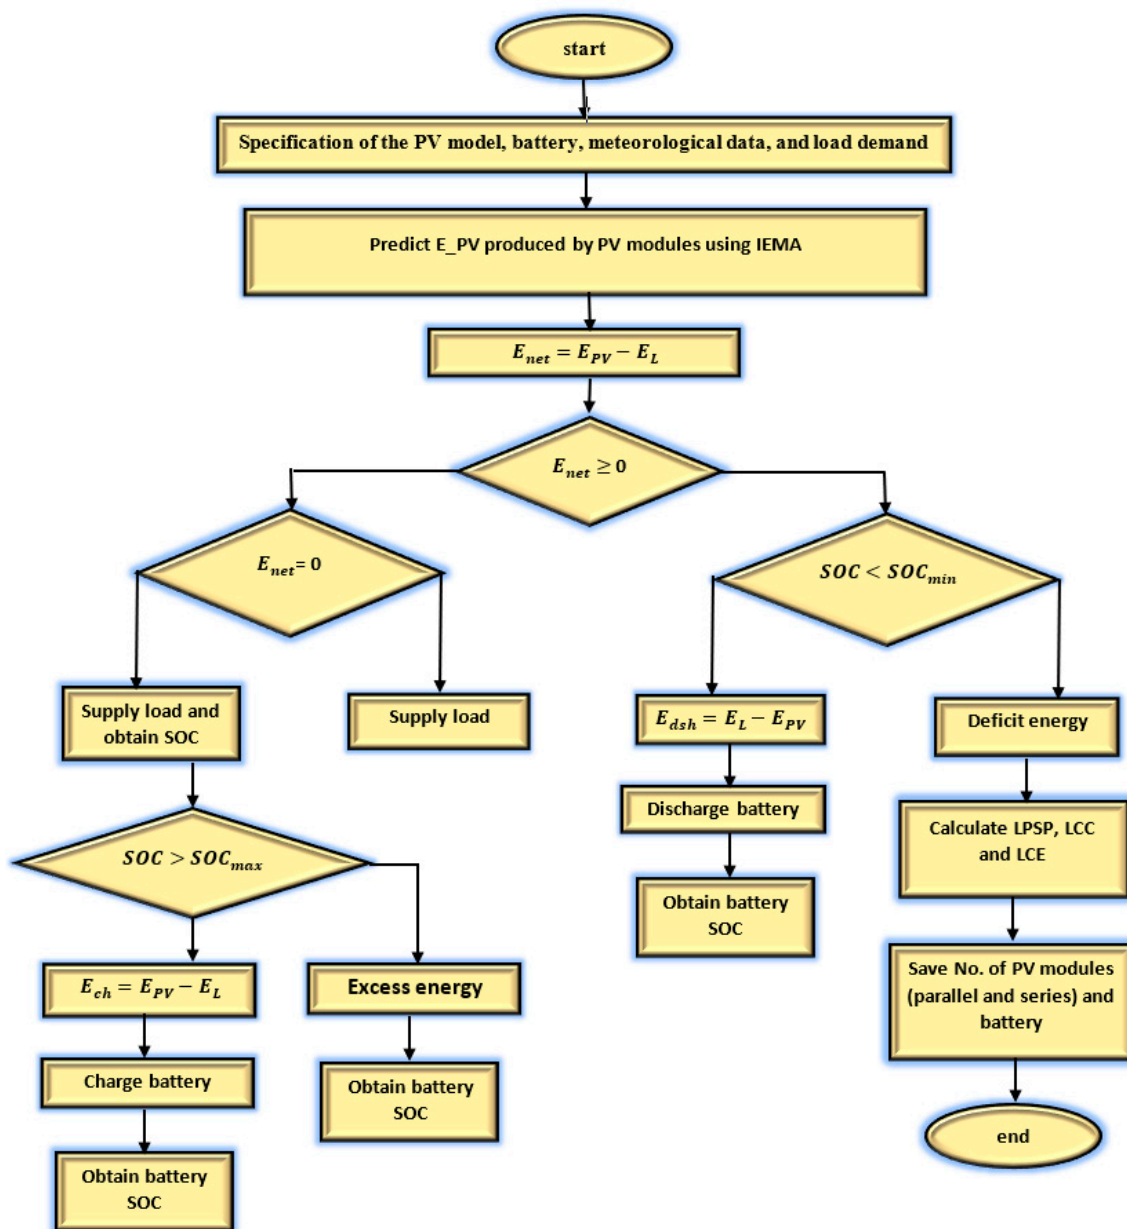 start
Specification of the PV model, battery, meteorological data, and load demand
Predict E_PV produced by PV modules using IEMA
E_net = E_PV − E_L
E_net ≥ 0
E_net= 0
SOC < SOC_min
Supply load and
obtain SOC
Supply load
E_dsh = E_L − E_PV
Deficit energy
Discharge battery
Calculate LPSP, LCC
and LCE
SOC > SOC_max
Obtain battery
SOC
Save No. of PV modules
(parallel and series) and
battery
E_ch = E_PV − E_L
Excess energy
Charge battery
Obtain battery
SOC
end
Obtain battery
SOC